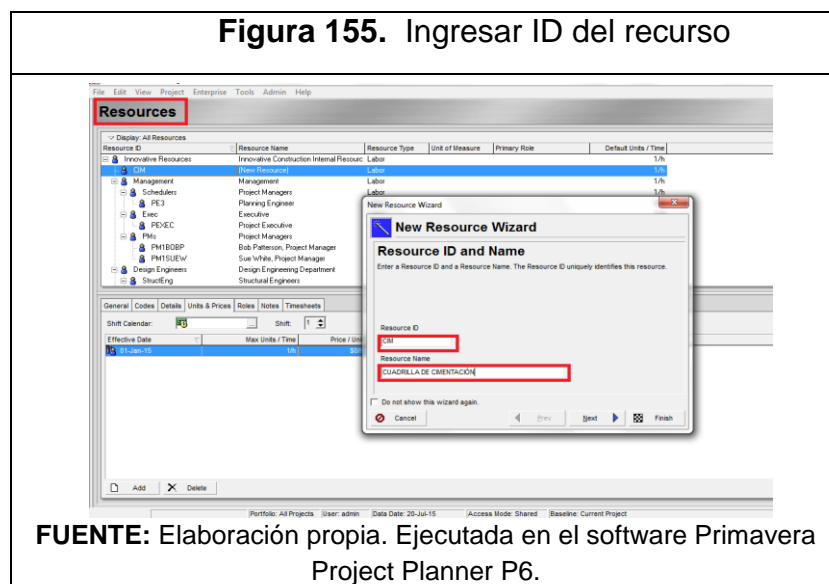 Figura 155. Ingresar ID del recurso
File Edit View Project Enterprise Tools Admin Help
Resources
Display: All Resources
Resource ID Resource Name Resource Type Unit of Measure Primary Role Default Units / Time
Innovative Resources Innovative Construction Internal Resourc Labor 1/h
CIM (New Resource) Labor 1/h
Management Management Labor 1/h
Schedulers Project Managers Labor 1/h
PE3 Planning Engineer
Exec Executive
PEXEC Project Executive
PMs Project Managers
PM1BOBP Bob Patterson, Project Manager
PM1SUEW Sue White, Project Manager
Design Engineers Design Engineering Department
StructEng Structural Engineers
New Resource Wizard
New Resource Wizard
Resource ID and Name
Enter a Resource ID and a Resource Name. The Resource ID uniquely identifies this resource.
Resource ID
CIM
Resource Name
CUADRILLA DE CIMENTACIÓN
Do not show this wizard again.
Cancel Prev Next Finish
General Codes Details Units & Prices Roles Notes Timesheets
Shift Calendar: Shift: 1
Effective Date Max Units / Time Price / Uni
01-Jan-15 1/h
Add Delete
Portfolio: All Projects User: admin Data Date: 20-Jul-15 Access Mode: Shared Baseline: Current Project
FUENTE: Elaboración propia. Ejecutada en el software Primavera
Project Planner P6.